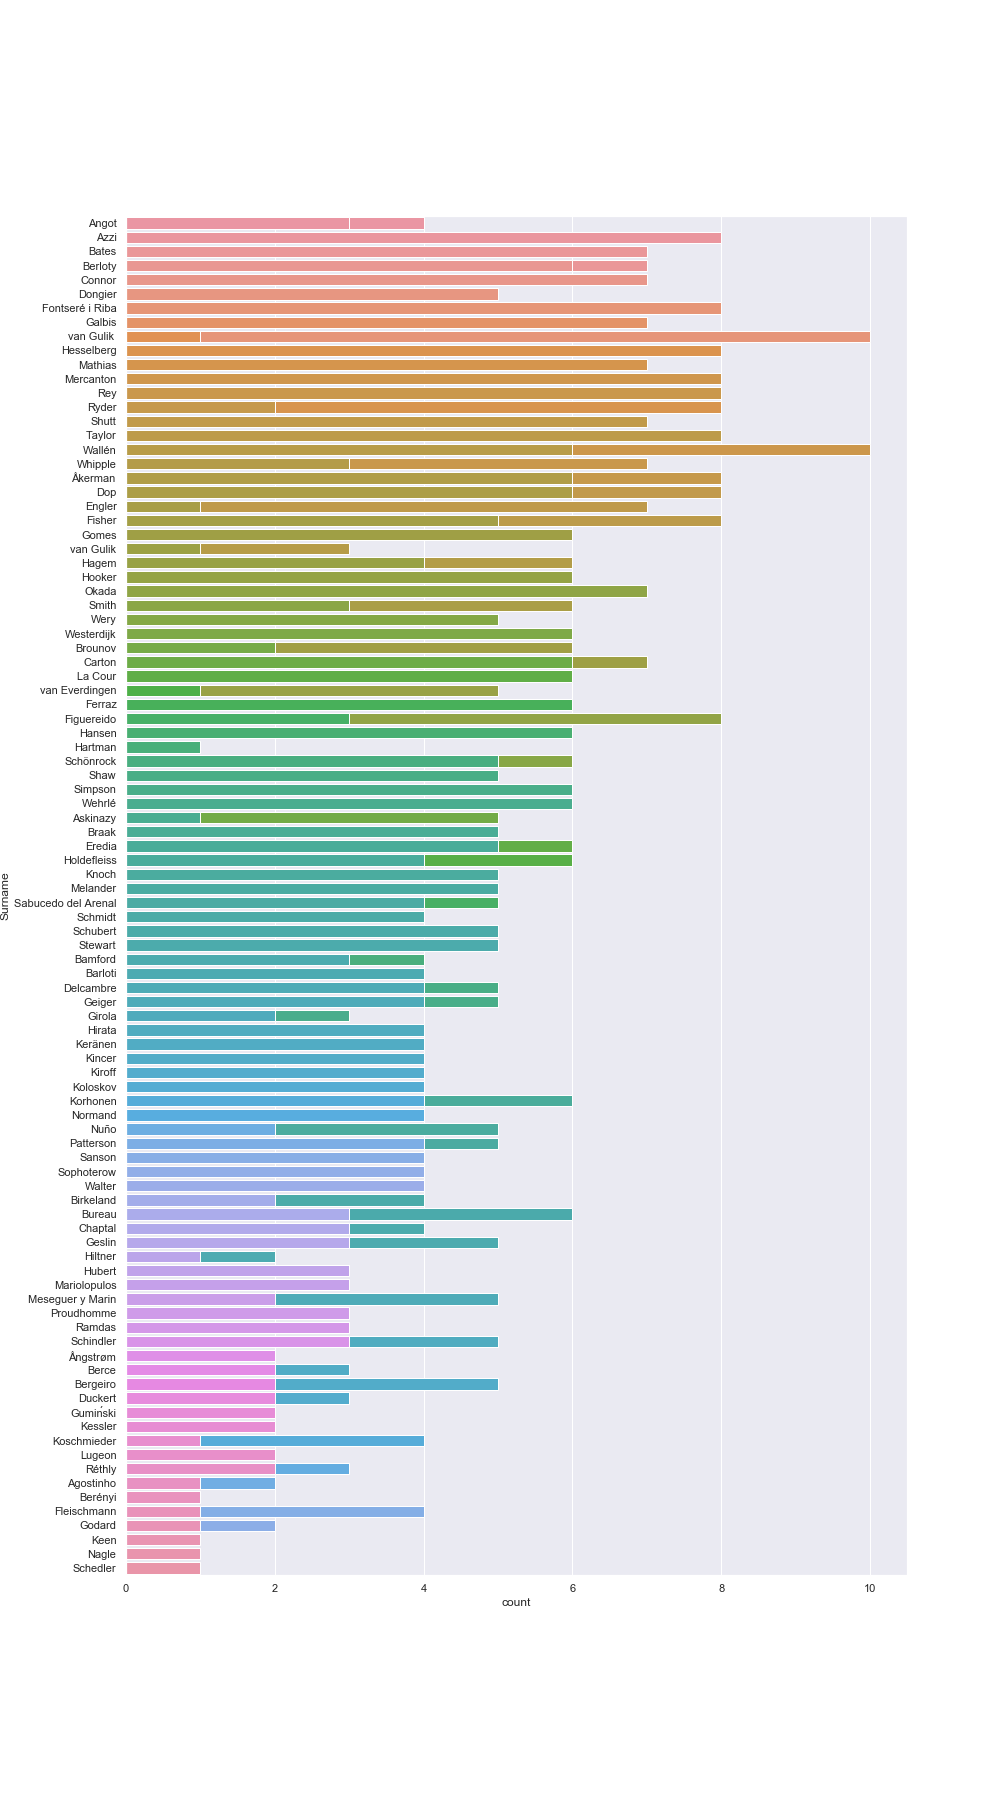 Angot
Azzi
Bates
Berloty
Connor
Dongier
Fontseré i Riba
Galbis
van Gulik
Hesselberg
Mathias
Mercanton
Rey
Ryder
Shutt
Taylor
Wallén
Whipple
Åkerman
Dop
Engler
Fisher
Gomes
van Gulik
Hagem
Hooker
Okada
Smith
Wery
Westerdijk
Brounov
Carton
La Cour
van Everdingen
Ferraz
Figuereido
Hansen
Hartman
Schönrock
Shaw
Simpson
Wehrlé
Askinazy
Braak
Eredia
Holdefleiss
Knoch
Melander
Surname
Sabucedo del Arenal
Schmidt
Schubert
Stewart
Bamford
Barloti
Delcambre
Geiger
Girola
Hirata
Keränen
Kincer
Kiroff
Koloskov
Korhonen
Normand
Nuño
Patterson
Sanson
Sophoterow
Walter
Birkeland
Bureau
Chaptal
Geslin
Hiltner
Hubert
Mariolopulos
Meseguer y Marin
Proudhomme
Ramdas
Schindler
Ångstrøm
Berce
Bergeiro
Duckert
Gumiński
Kessler
Koschmieder
Lugeon
Réthly
Agostinho
Berényi
Fleischmann
Godard
Keen
Nagle
Schedler
0 2 4 6 8 10
count